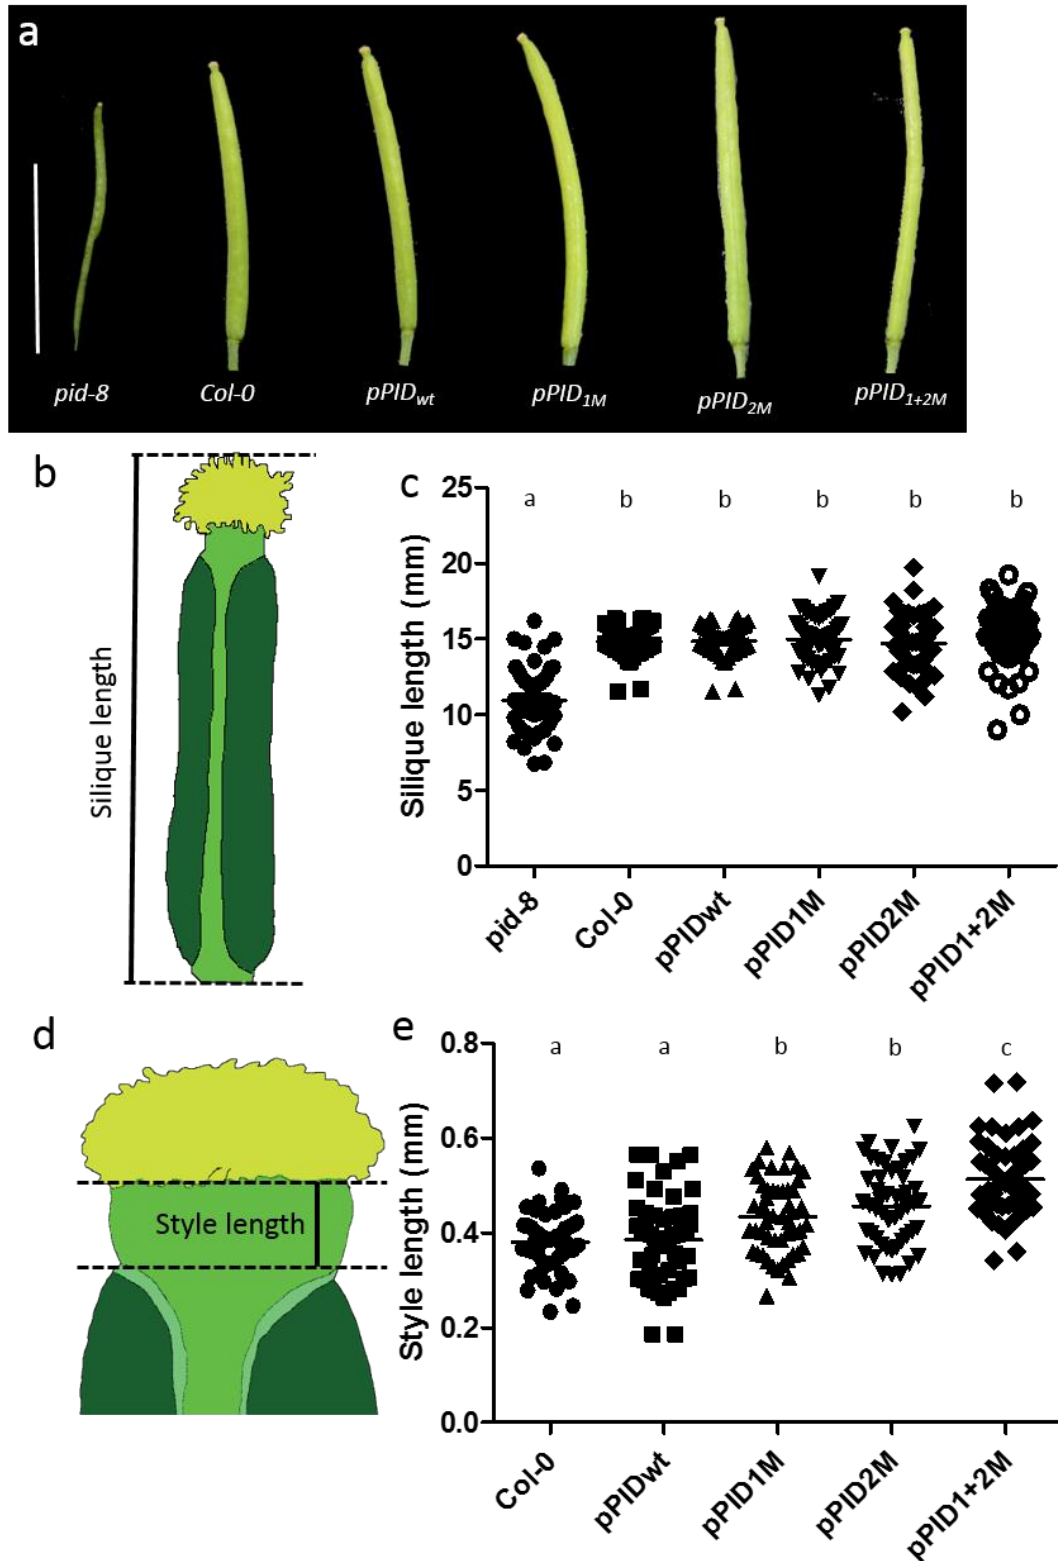 a
pid-8 Col-0 pPIDwt pPID1M pPID2M pPID1+2M
b
Silique length
c
Silique length (mm)
a b b b b b
25
20
15
10
5
0
pid-8 Col-0 pPIDwt pPID1M pPID2M pPID1+2M
d
Style length
e
Style length (mm)
a a b b c
0.8
0.6
0.4
0.2
0.0
Col-0 pPIDwt pPID1M pPID2M pPID1+2M